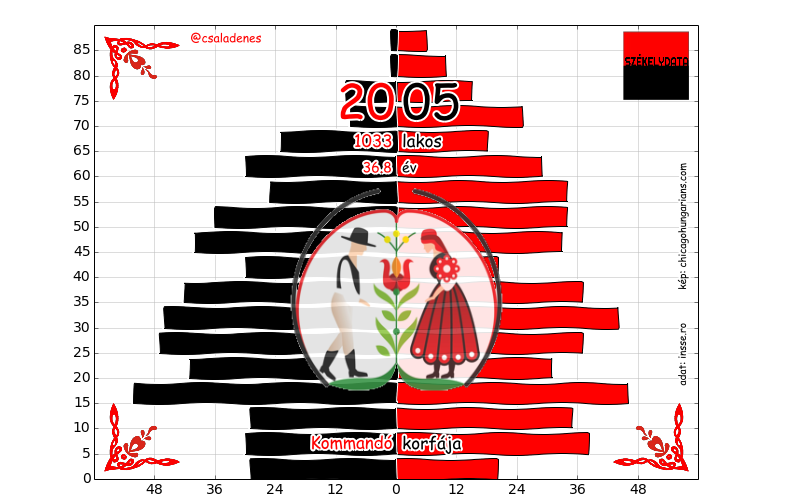 @csaladenes
SZÉKELYDATA
2005
1033 lakos
36.8 év
Kommandó korfája
kép: chicagohungarians.com
adat: insse.ro
85
80
75
70
65
60
55
50
45
40
35
30
25
20
15
10
5
0
48 36 24 12 0 12 24 36 48